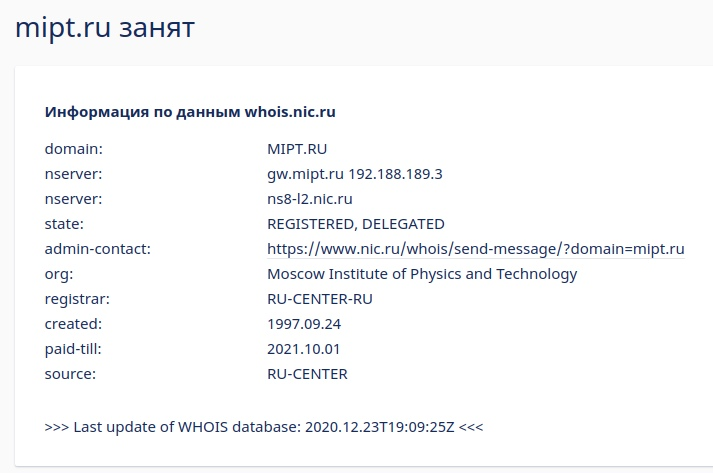 mipt.ru занят
Информация по данным whois.nic.ru
domain: MIPT.RU
nserver: gw.mipt.ru 192.188.189.3
nserver: ns8-l2.nic.ru
state: REGISTERED, DELEGATED
admin-contact: https://www.nic.ru/whois/send-message/?domain=mipt.ru
org: Moscow Institute of Physics and Technology
registrar: RU-CENTER-RU
created: 1997.09.24
paid-till: 2021.10.01
source: RU-CENTER
>>> Last update of WHOIS database: 2020.12.23T19:09:25Z <<<